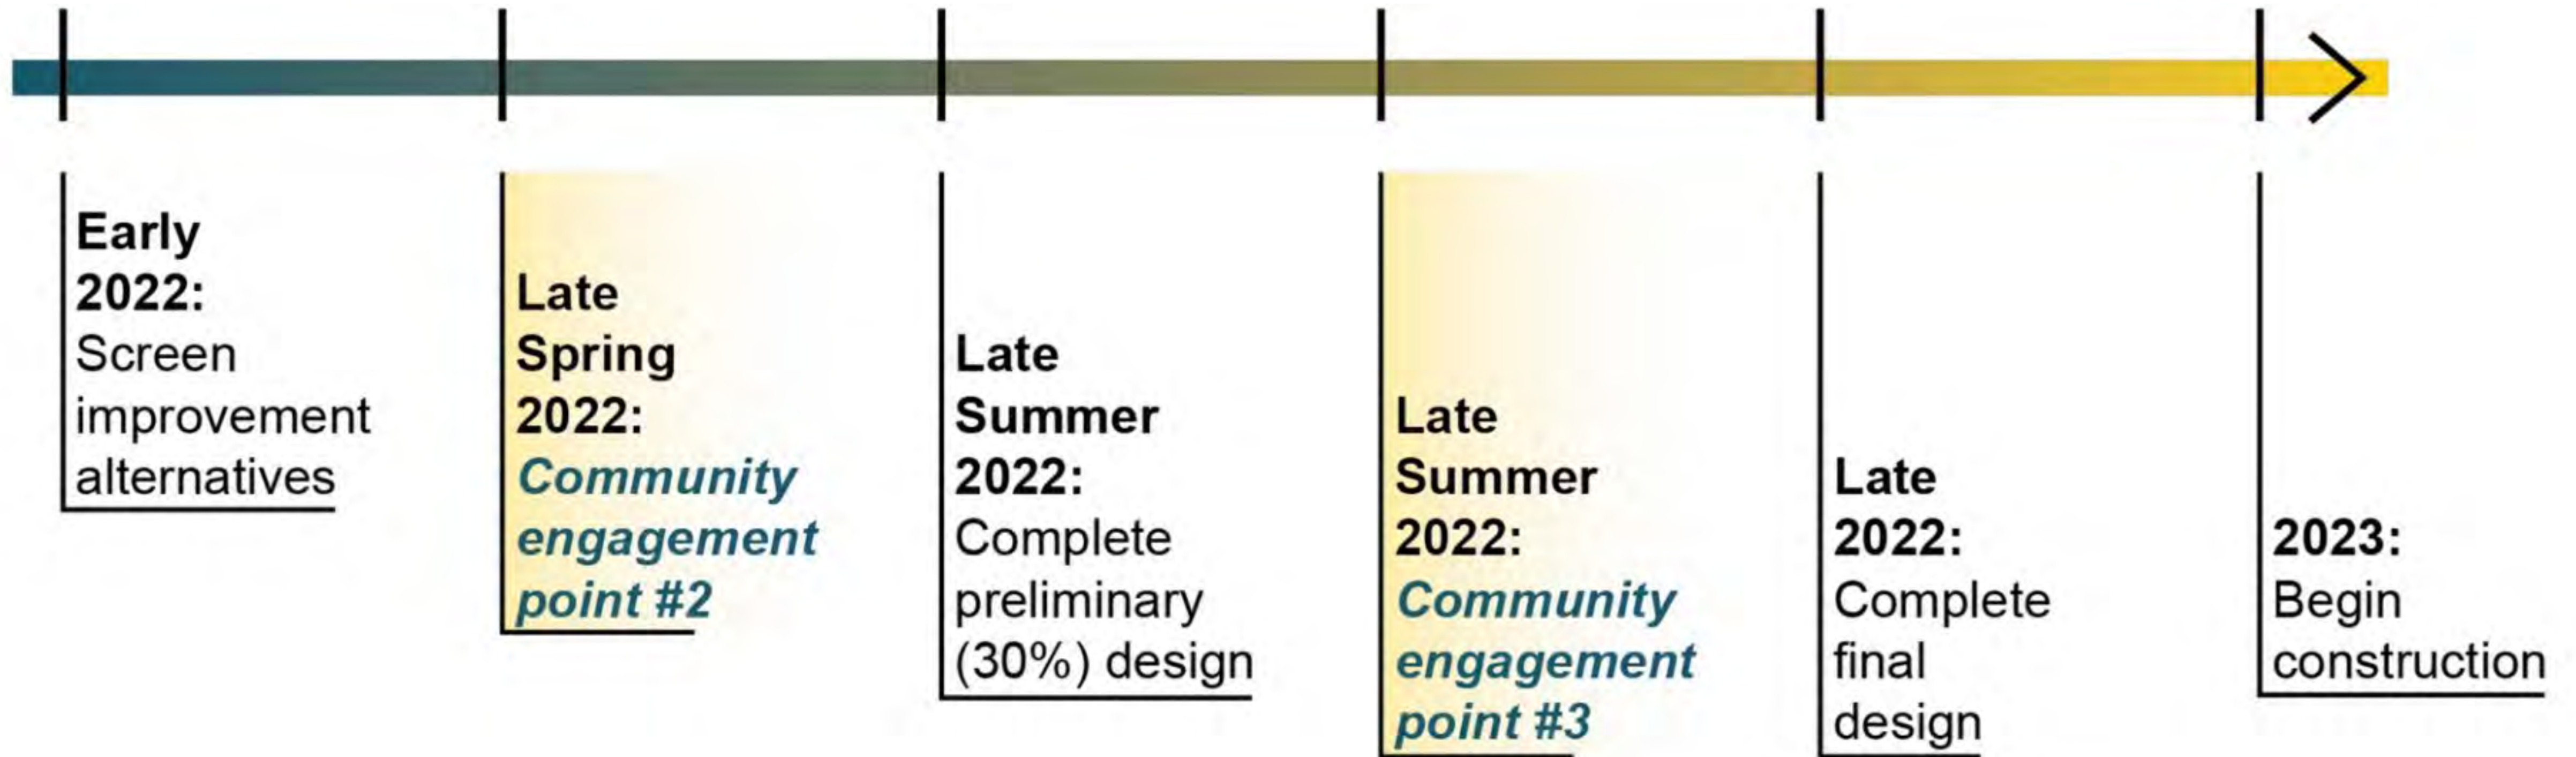 Early
2022:
Screen
improvement
alternatives
Late
Spring
2022:
Community
engagement
point #2
Late
Summer
2022:
Complete
preliminary
(30%) design
Late
Summer
2022:
Community
engagement
point #3
Late
2022:
Complete
final
design
2023:
Begin
construction